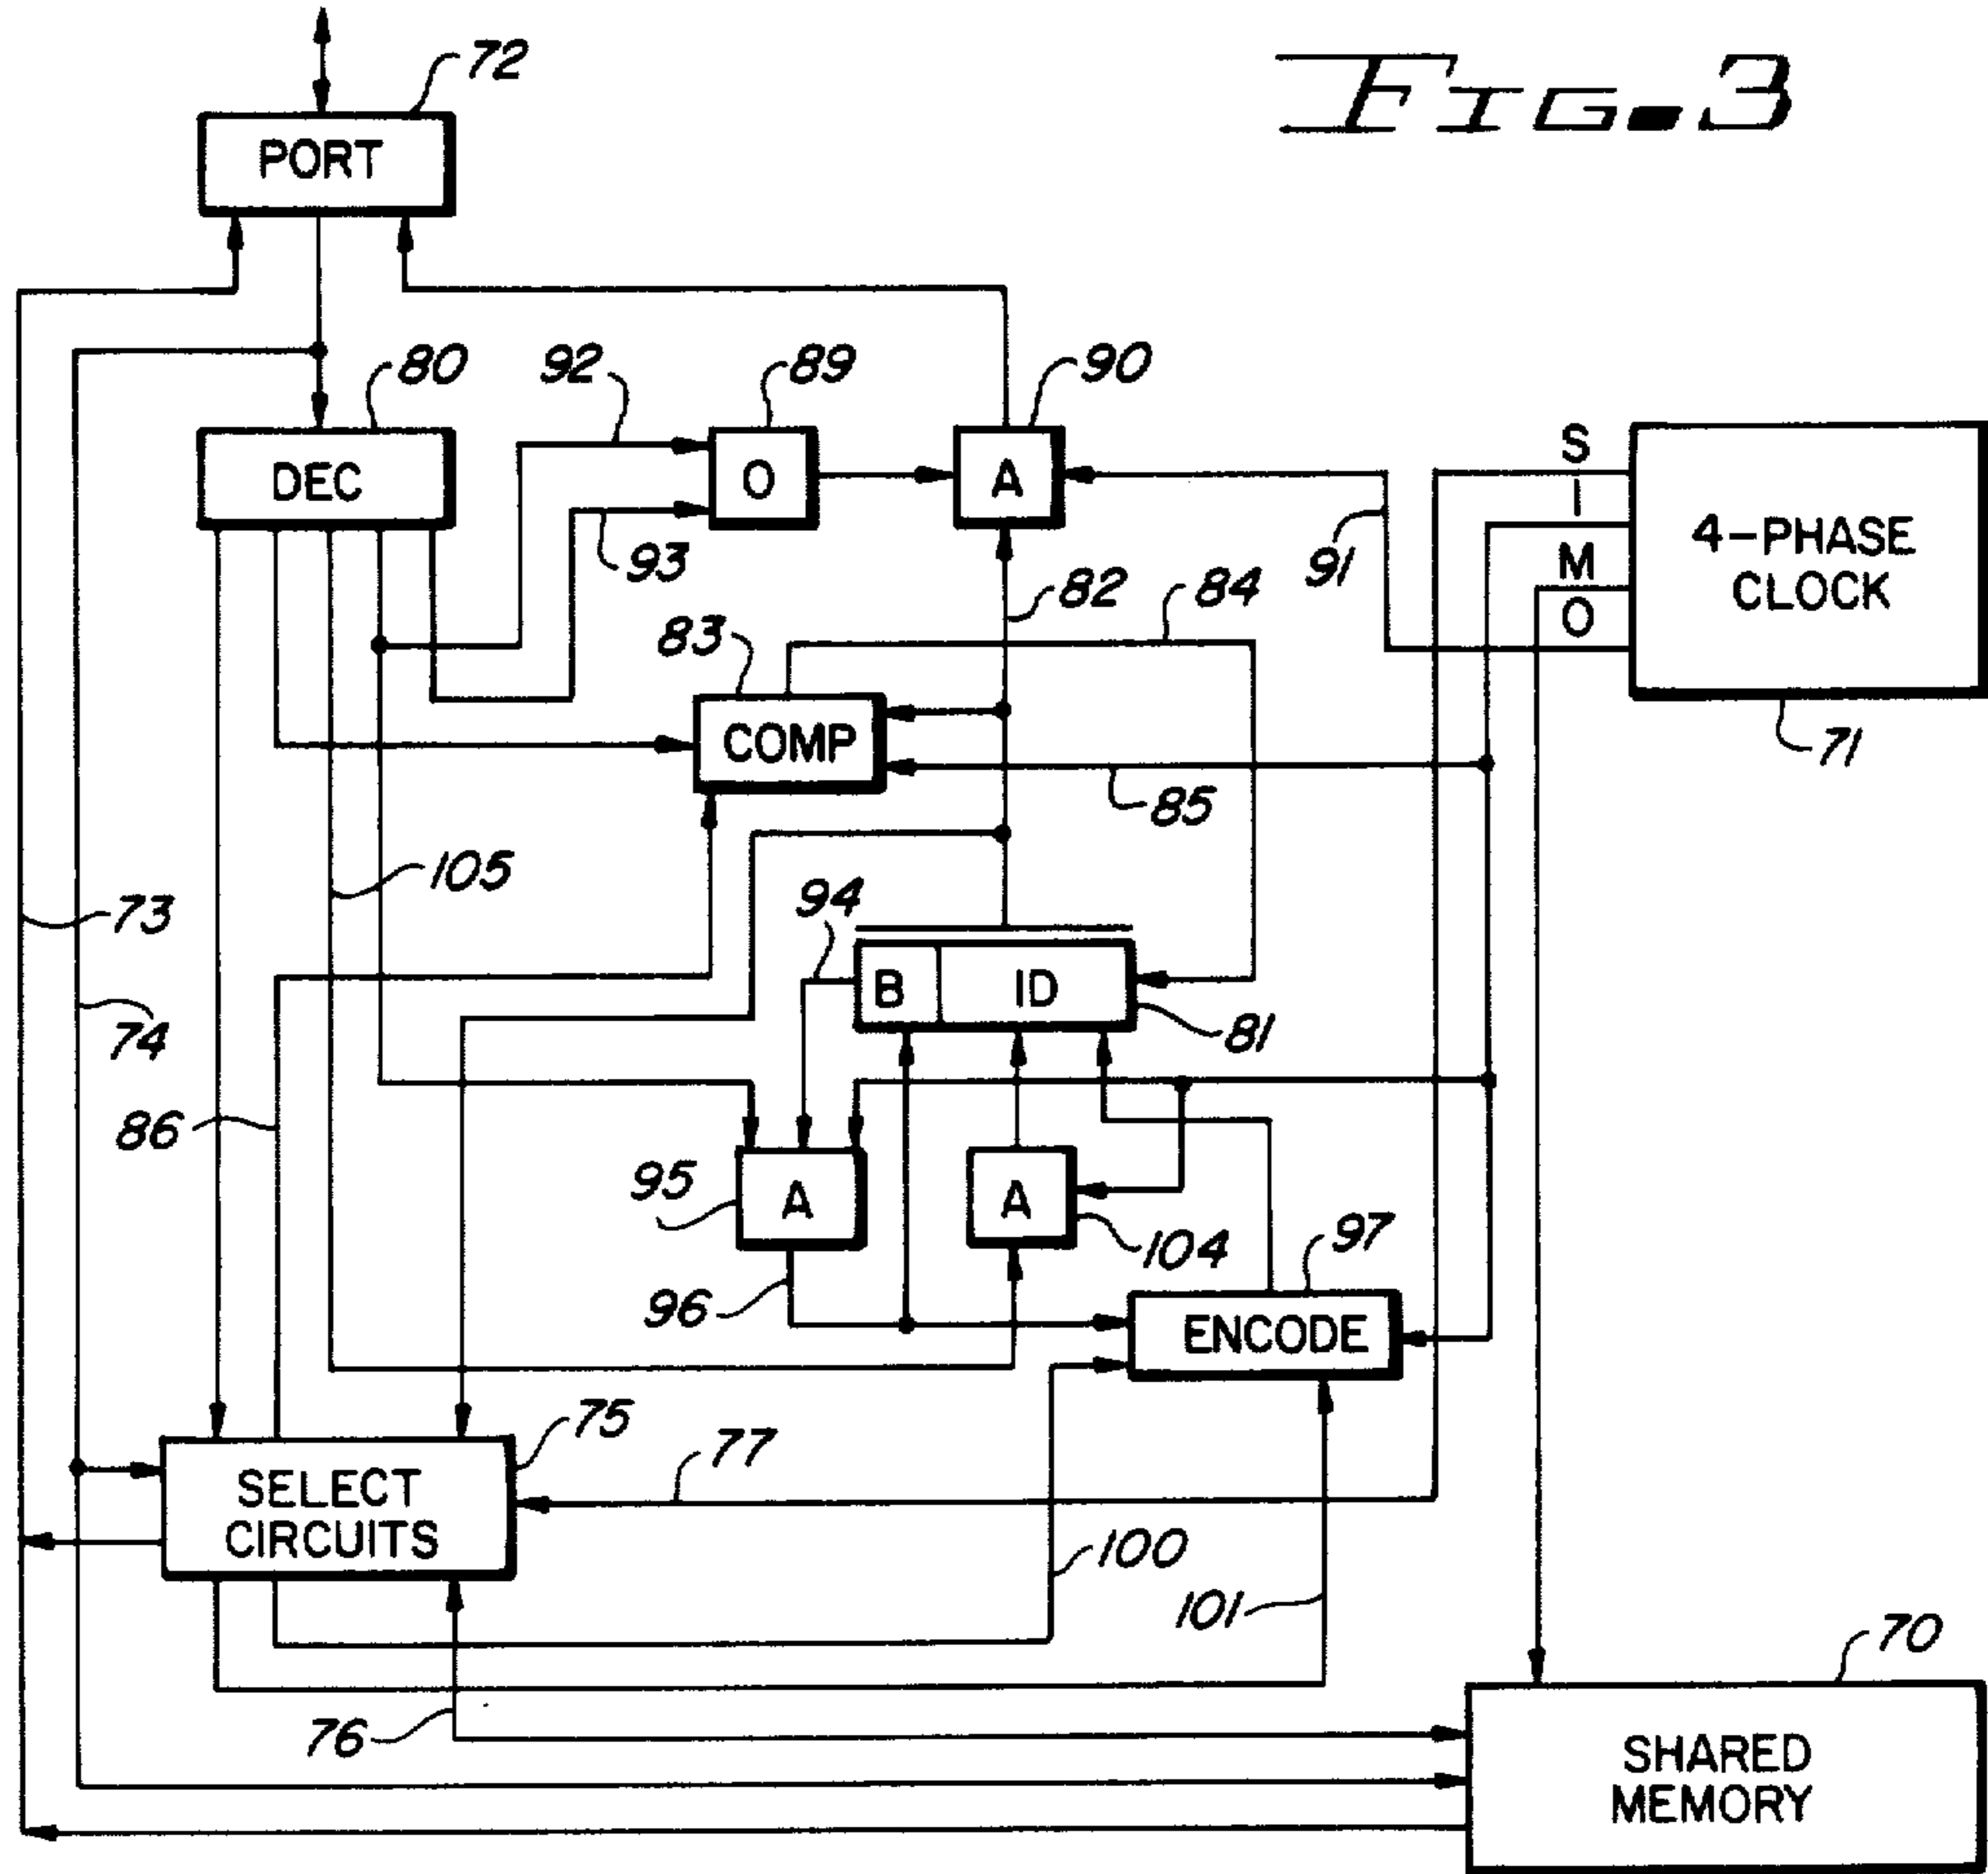 FIG. 3
72
PORT
92
89
90
80
DEC
O
A
S
I
M
O
4-PHASE
CLOCK
91
93
82
84
83
COMP
71
85
105
94
73
B
ID
74
81
86
95
A
A
104
97
96
ENCODE
75
77
SELECT
CIRCUITS
100
101
70
76
SHARED
MEMORY